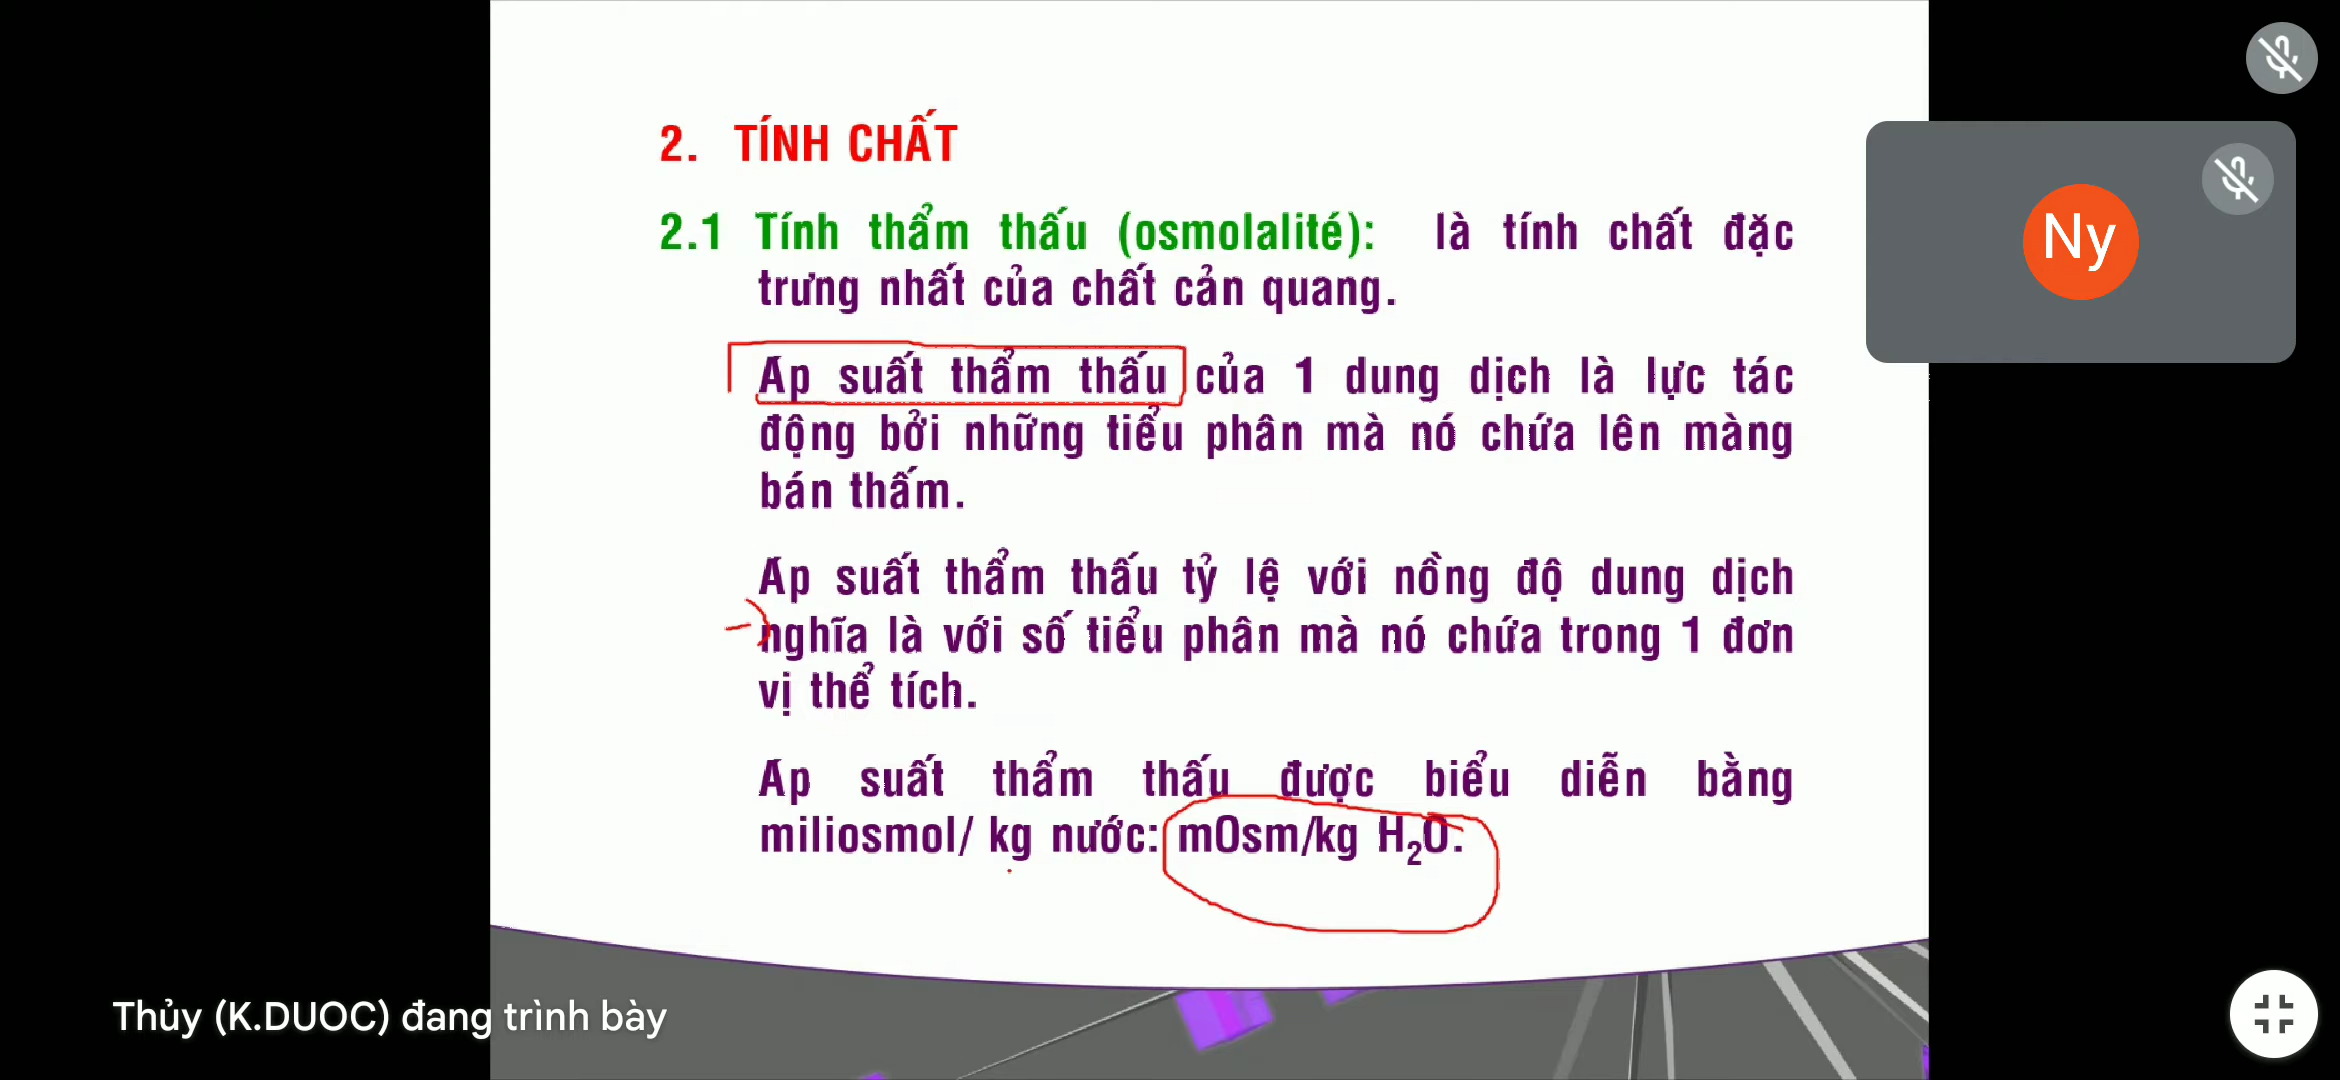 2. TÍNH CHẤT
2.1 Tính thẩm thấu (osmolalité): là tính chất đặc
trưng nhất của chất cản quang.
Áp suất thẩm thấu của 1 dung dịch là lực tác
động bởi những tiểu phân mà nó chứa lên màng
bán thấm.
Áp suất thẩm thấu tỷ lệ với nồng độ dung dịch
nghĩa là với số tiểu phân mà nó chứa trong 1 đơn
vị thể tích.
Áp suất thẩm thấu được biểu diễn bằng
miliosmol/ kg nước: mOsm/kg H₂O.
Ny
Thủy (K.DUOC) đang trình bày